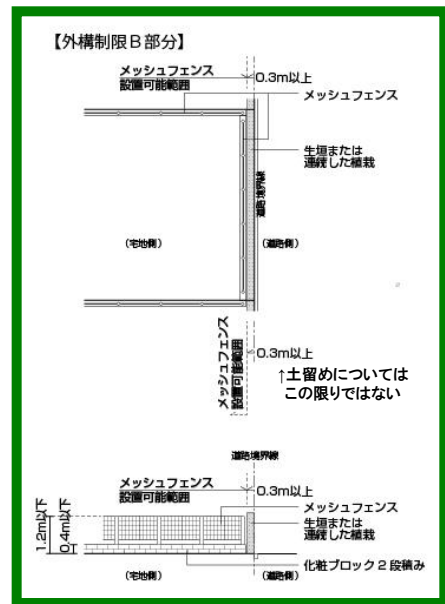 【外構制限B部分】
メッシュフェンス
設置可能範囲
0.3m以上
メッシュフェンス
生垣または
連続した植栽
道路境界線
(宅地側)
(道路側)
メッシュフェンス
設置可能範囲
0.3m以上
↑土留めについては
この限りではない
道路境界線
メッシュフェンス
設置可能範囲
0.3m以上
メッシュフェンス
生垣または
連続した植栽
1.2m以下
0.4m以下
化粧ブロック2段積み
(宅地側)
(道路側)